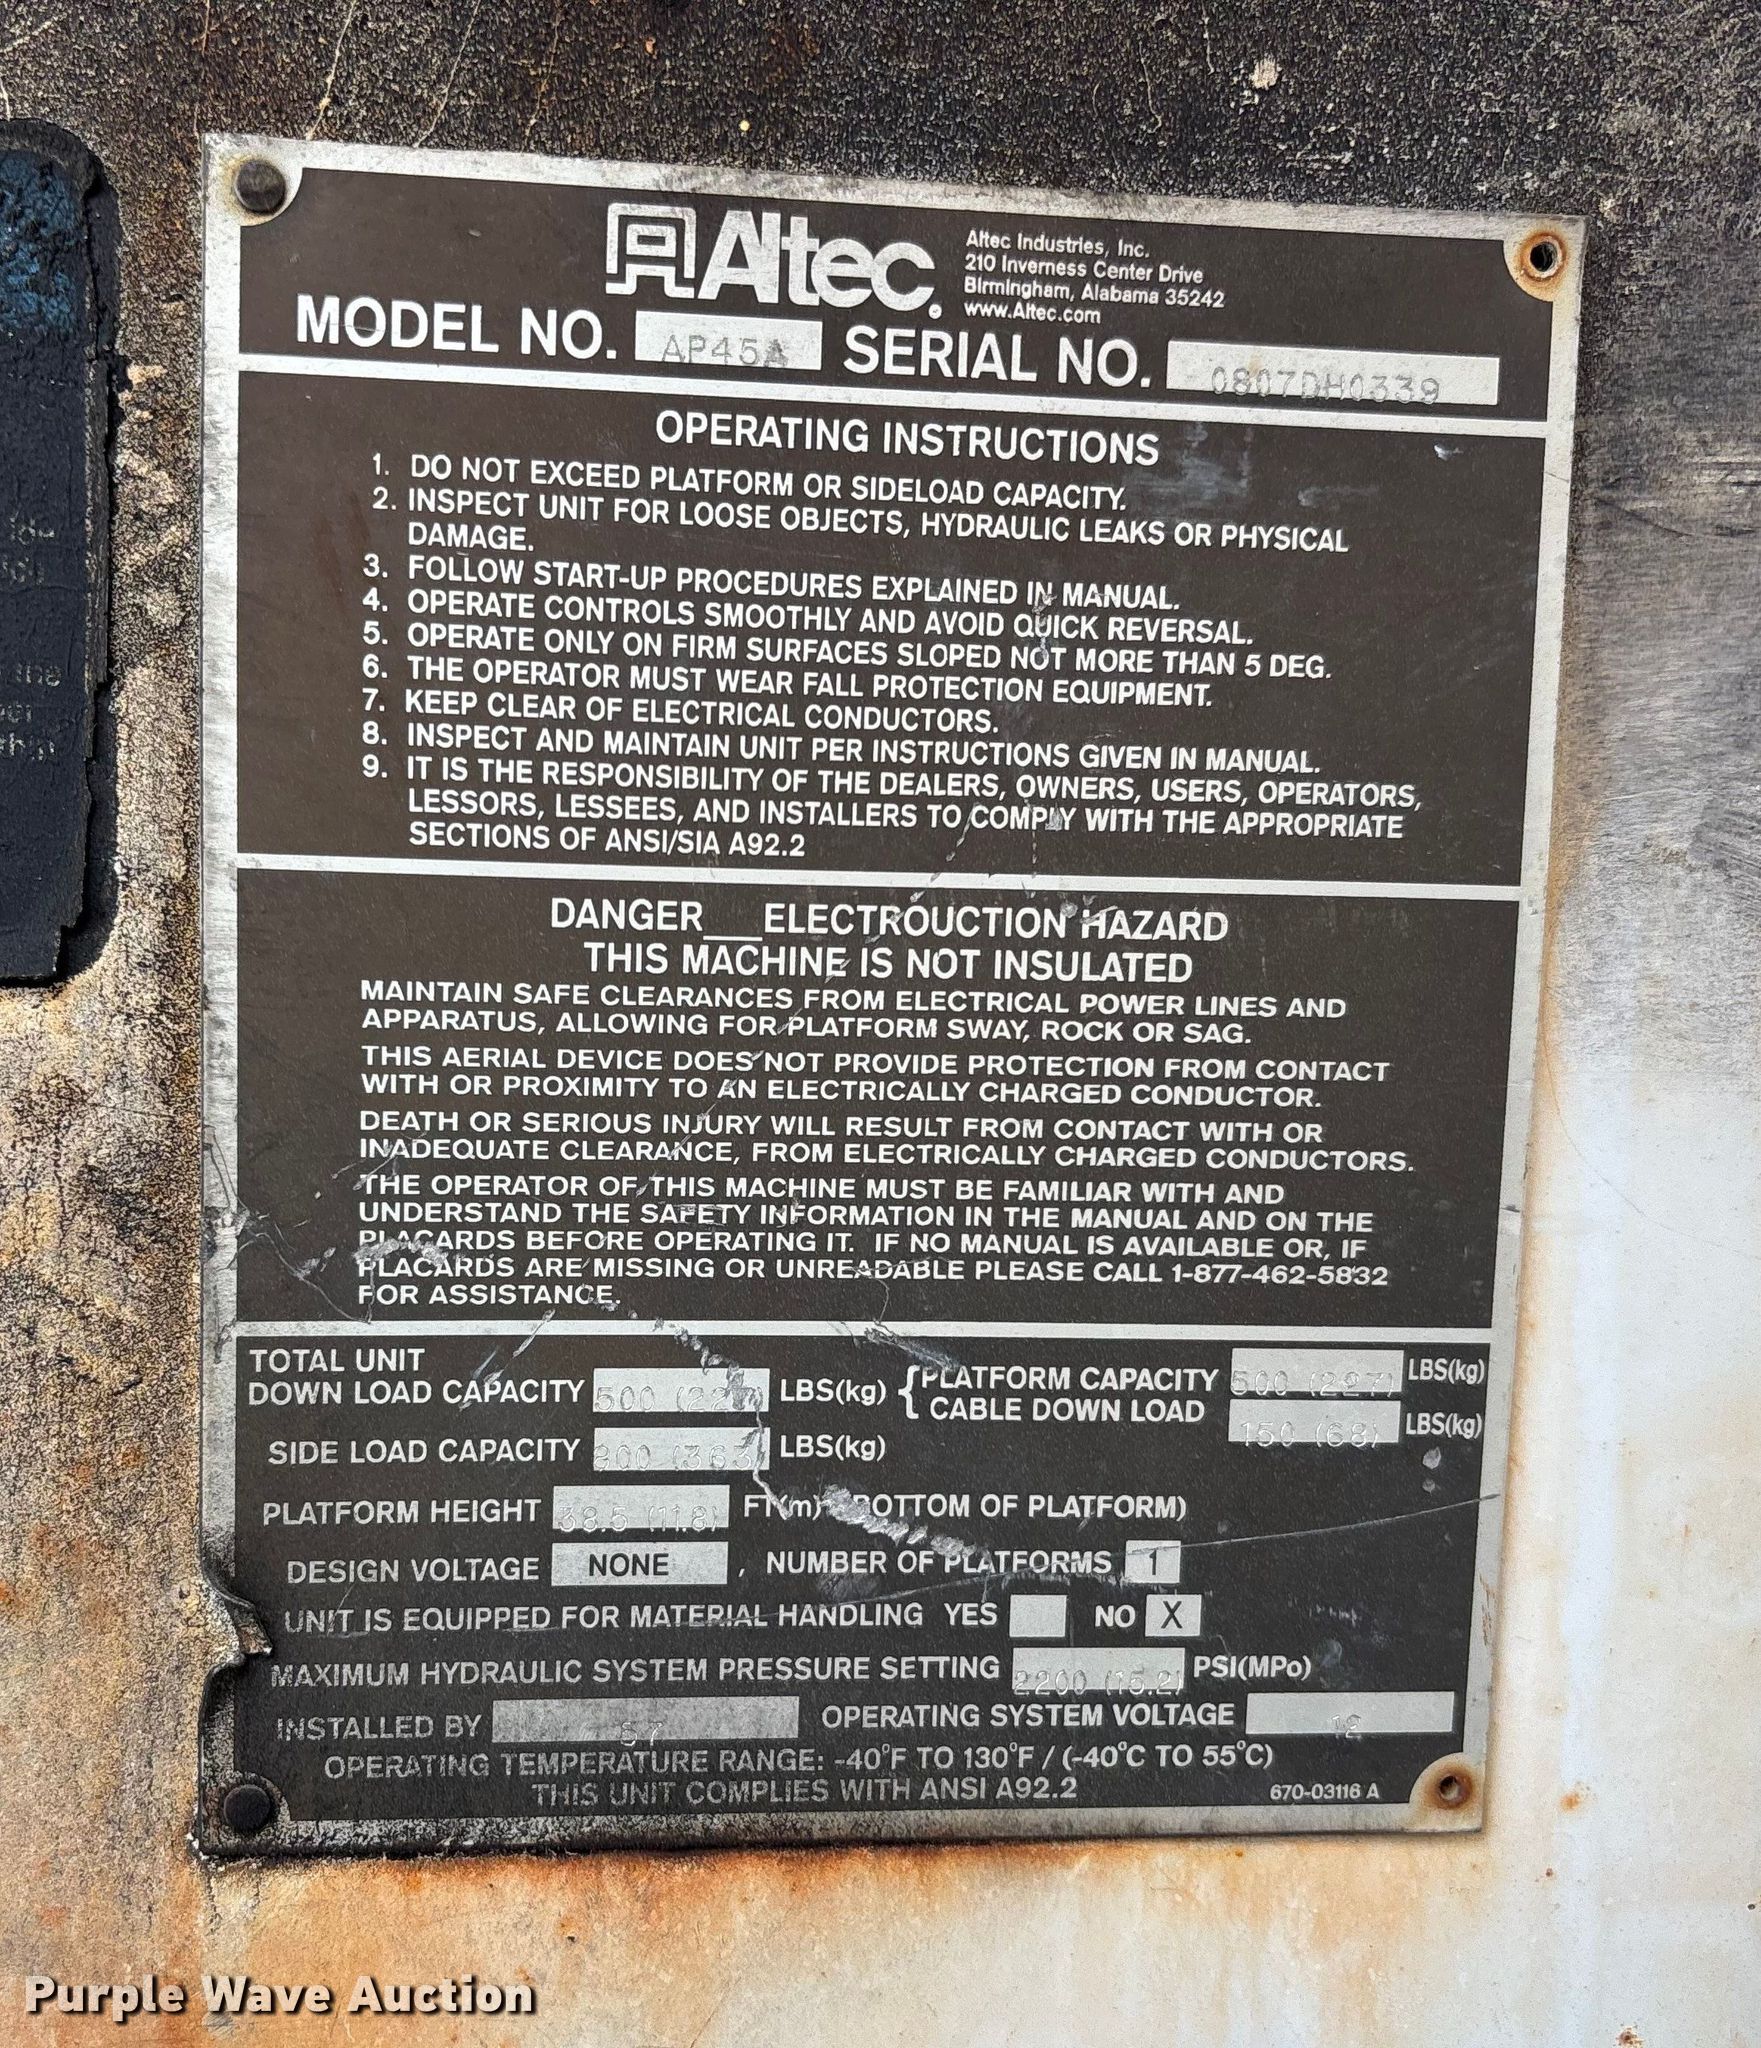 Altec
Altec Industries, Inc.
210 Inverness Center Drive
Birmingham, Alabama 35242
www.Altec.com
MODEL NO. AP45A SERIAL NO. 0807DH0339
OPERATING INSTRUCTIONS
1. DO NOT EXCEED PLATFORM OR SIDELOAD CAPACITY.
2. INSPECT UNIT FOR LOOSE OBJECTS, HYDRAULIC LEAKS OR PHYSICAL
DAMAGE.
3. FOLLOW START-UP PROCEDURES EXPLAINED IN MANUAL.
4. OPERATE CONTROLS SMOOTHLY AND AVOID QUICK REVERSAL.
5. OPERATE ONLY ON FIRM SURFACES SLOPED NOT MORE THAN 5 DEG.
6. THE OPERATOR MUST WEAR FALL PROTECTION EQUIPMENT.
7. KEEP CLEAR OF ELECTRICAL CONDUCTORS.
8. INSPECT AND MAINTAIN UNIT PER INSTRUCTIONS GIVEN IN MANUAL.
9. IT IS THE RESPONSIBILITY OF THE DEALERS, OWNERS, USERS, OPERATORS,
LESSORS, LESSEES, AND INSTALLERS TO COMPLY WITH THE APPROPRIATE
SECTIONS OF ANSI/SIA A92.2
DANGER__ELECTROUCTION HAZARD
THIS MACHINE IS NOT INSULATED
MAINTAIN SAFE CLEARANCES FROM ELECTRICAL POWER LINES AND
APPARATUS, ALLOWING FOR PLATFORM SWAY, ROCK OR SAG.
THIS AERIAL DEVICE DOES NOT PROVIDE PROTECTION FROM CONTACT
WITH OR PROXIMITY TO AN ELECTRICALLY CHARGED CONDUCTOR.
DEATH OR SERIOUS INJURY WILL RESULT FROM CONTACT WITH OR
INADEQUATE CLEARANCE, FROM ELECTRICALLY CHARGED CONDUCTORS.
THE OPERATOR OF THIS MACHINE MUST BE FAMILIAR WITH AND
UNDERSTAND THE SAFETY INFORMATION IN THE MANUAL AND ON THE
PLACARDS BEFORE OPERATING IT. IF NO MANUAL IS AVAILABLE OR, IF
PLACARDS ARE MISSING OR UNREADABLE PLEASE CALL 1-877-462-5832
FOR ASSISTANCE.
TOTAL UNIT
DOWN LOAD CAPACITY 500 (227) LBS(kg) { PLATFORM CAPACITY 500 (227) LBS(kg)
CABLE DOWN LOAD 150 (68) LBS(kg)
SIDE LOAD CAPACITY 800 (363) LBS(kg)
PLATFORM HEIGHT 38.5 (11.8) FT(m) (BOTTOM OF PLATFORM)
DESIGN VOLTAGE NONE , NUMBER OF PLATFORMS 1
UNIT IS EQUIPPED FOR MATERIAL HANDLING YES NO X
MAXIMUM HYDRAULIC SYSTEM PRESSURE SETTING 2200 (15.2) PSI(MPa)
INSTALLED BY OPERATING SYSTEM VOLTAGE 12
OPERATING TEMPERATURE RANGE: -40°F TO 130°F / (-40°C TO 55°C)
THIS UNIT COMPLIES WITH ANSI A92.2
670-03116 A
Purple Wave Auction